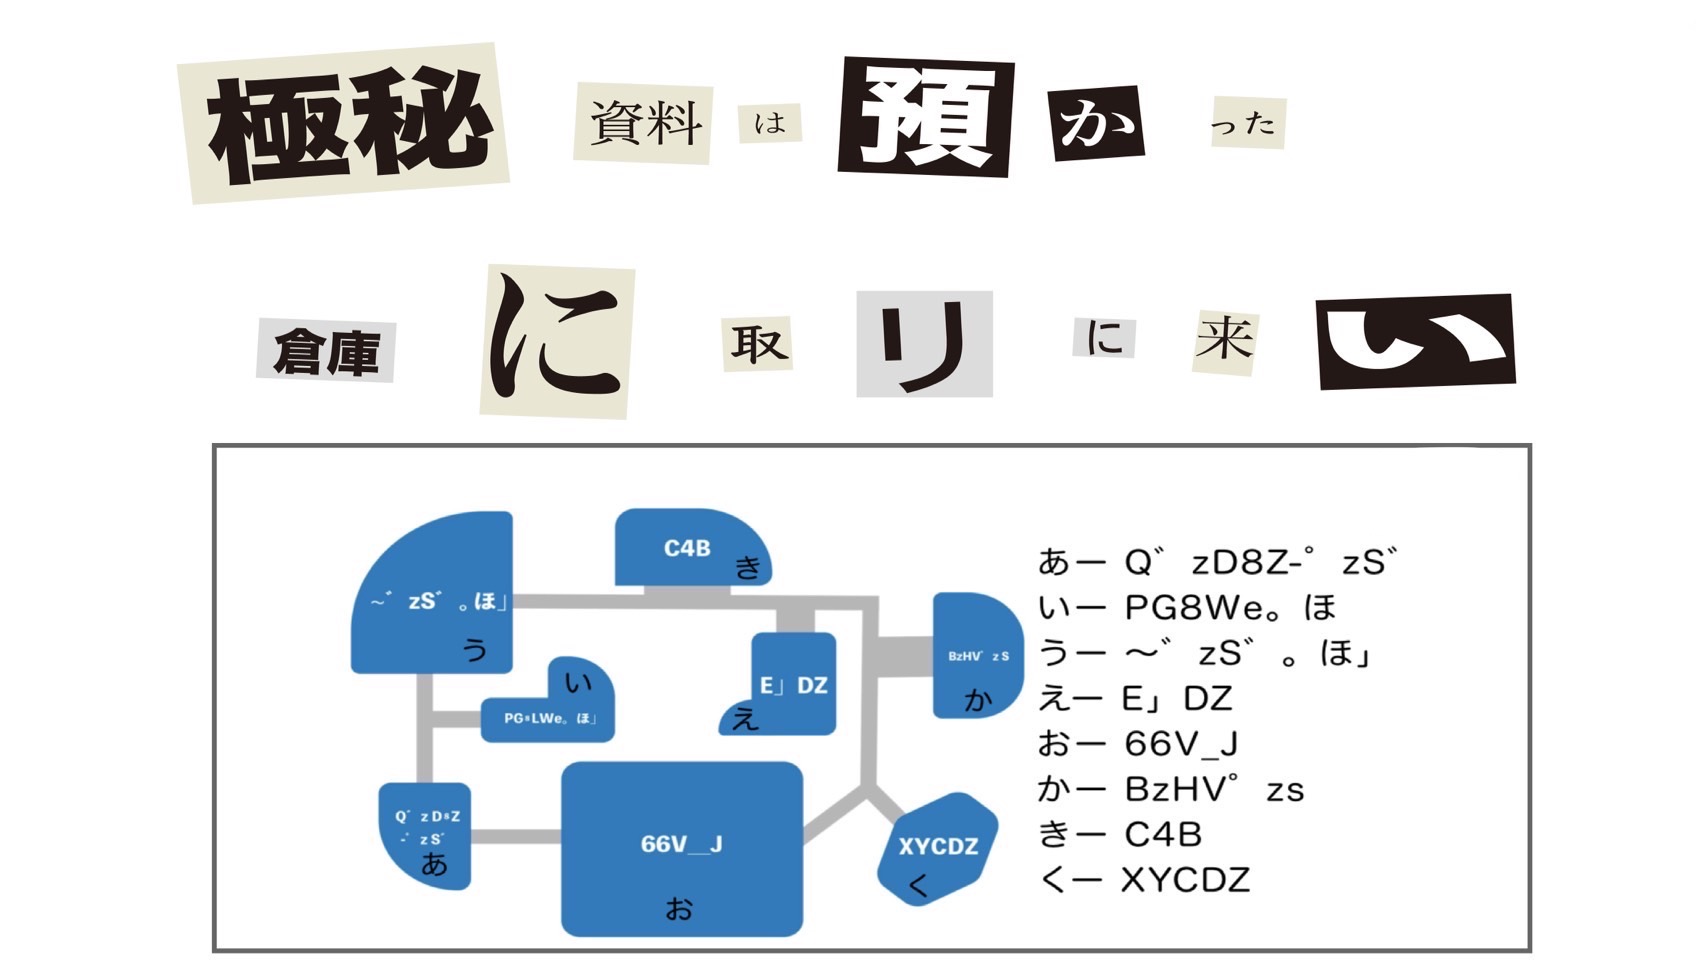 極秘 資料 は 預 か った
倉庫 に 取 リ に 来 い
C4B
き
~゛ zS゛ 。ほ」
う
い
PG8LWe。ほ」
E」DZ
え
BzHV゛ z S
か
Q゛ z D8Z
-゜ z S゛
あ
66V__J
お
XYCDZ
く
あー Q゛ zD8Z-゜ zS゛
いー PG8We。ほ
うー ~゛ zS゛ 。ほ」
えー E」DZ
おー 66V_J
かー BzHV゜ zs
きー C4B
くー XYCDZ